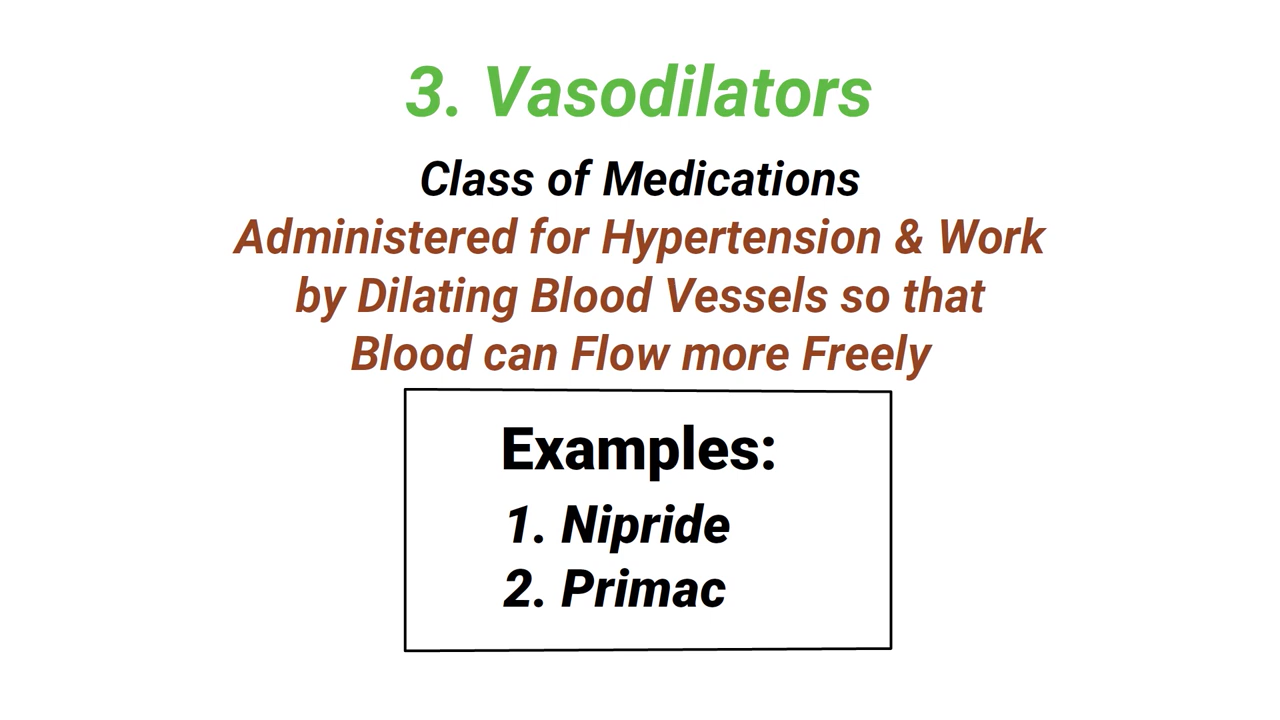 3. Vasodilators
Class of Medications
Administered for Hypertension & Work
by Dilating Blood Vessels so that
Blood can Flow more Freely
Examples:
1. Nipride
2. Primac